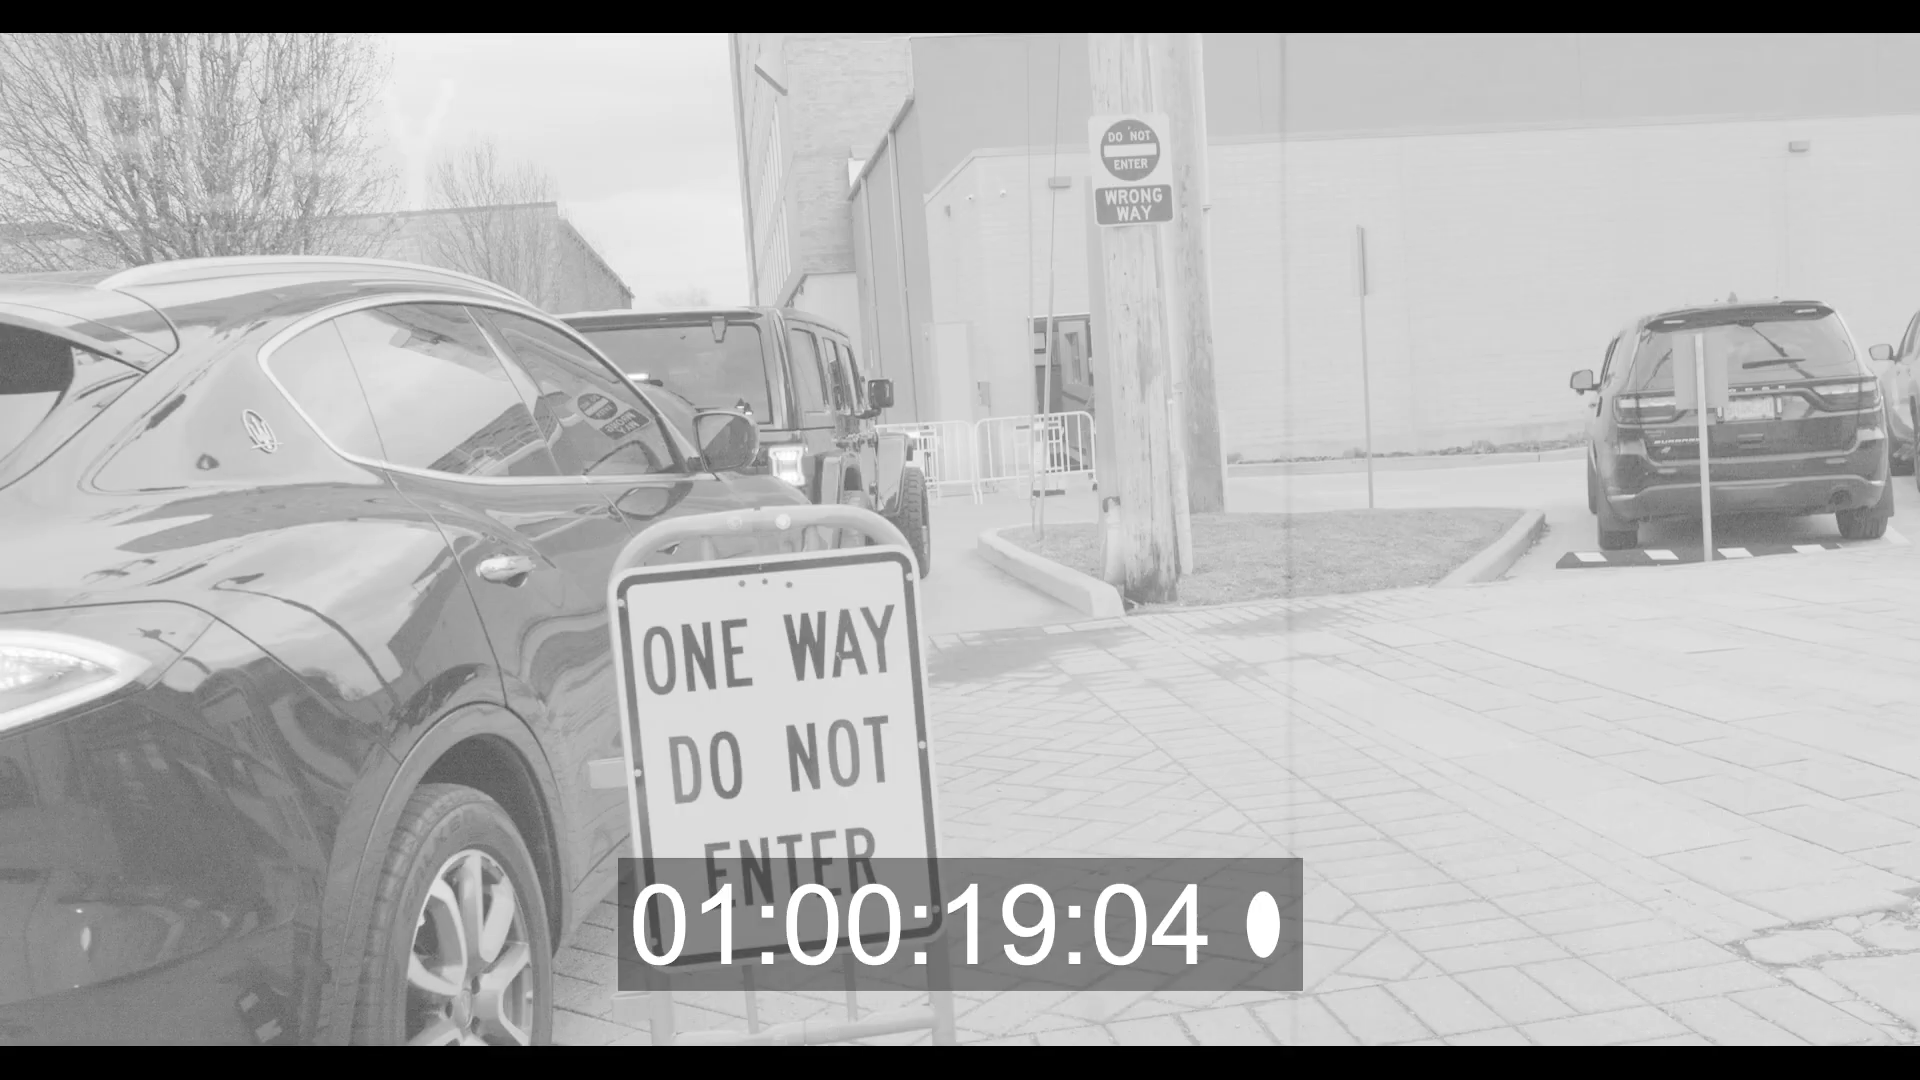 DO NOT
ENTER
WRONG
WAY
ONE WAY
DO NOT
ENTER
01:00:19:04